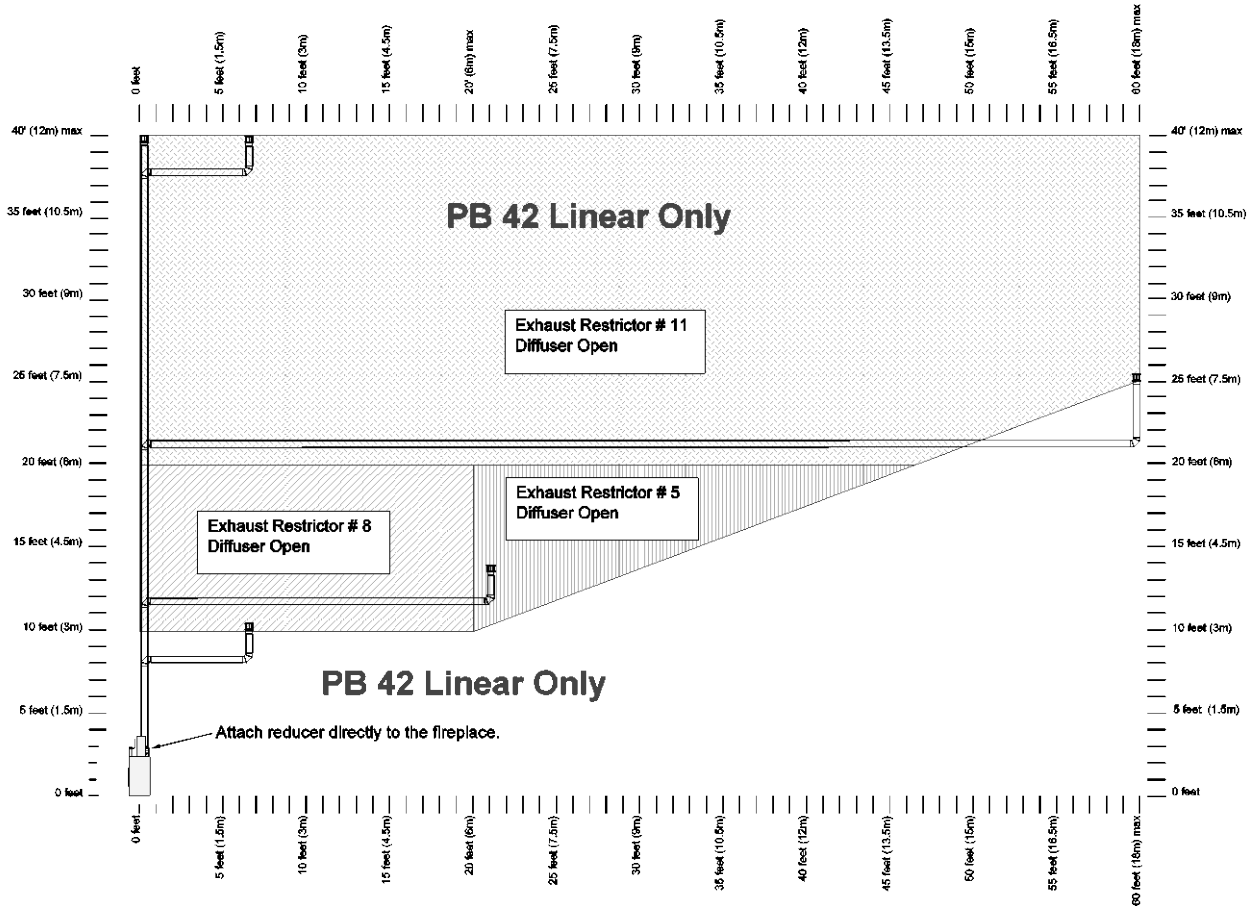 0 feet
5 feet (1.5m)
10 feet (3m)
15 feet (4.5m)
20' (6m) max
25 feet (7.5m)
30 feet (9m)
35 feet (10.5m)
40 feet (12m)
45 feet (13.5m)
50 feet (15m)
55 feet (16.5m)
60 feet (18m) max
40' (12m) max
40' (12m) max
35 feet (10.5m)
PB 42 Linear Only
35 feet (10.5m)
30 feet (9m)
30 feet (9m)
Exhaust Restrictor # 11
Diffuser Open
25 feet (7.5m)
25 feet (7.5m)
20 feet (6m)
20 feet (6m)
Exhaust Restrictor # 5
Diffuser Open
Exhaust Restrictor # 8
Diffuser Open
15 feet (4.5m)
15 feet (4.5m)
10 feet (3m)
10 feet (3m)
PB 42 Linear Only
5 feet (1.5m)
5 feet (1.5m)
Attach reducer directly to the fireplace.
0 feet
0 feet
0 feet
5 feet (1.5m)
10 feet (3m)
15 feet (4.5m)
20 feet (6m)
25 feet (7.5m)
30 feet (9m)
35 feet (10.5m)
40 feet (12m)
45 feet (13.5m)
50 feet (15m)
55 feet (16.5m)
60 feet (18m) max